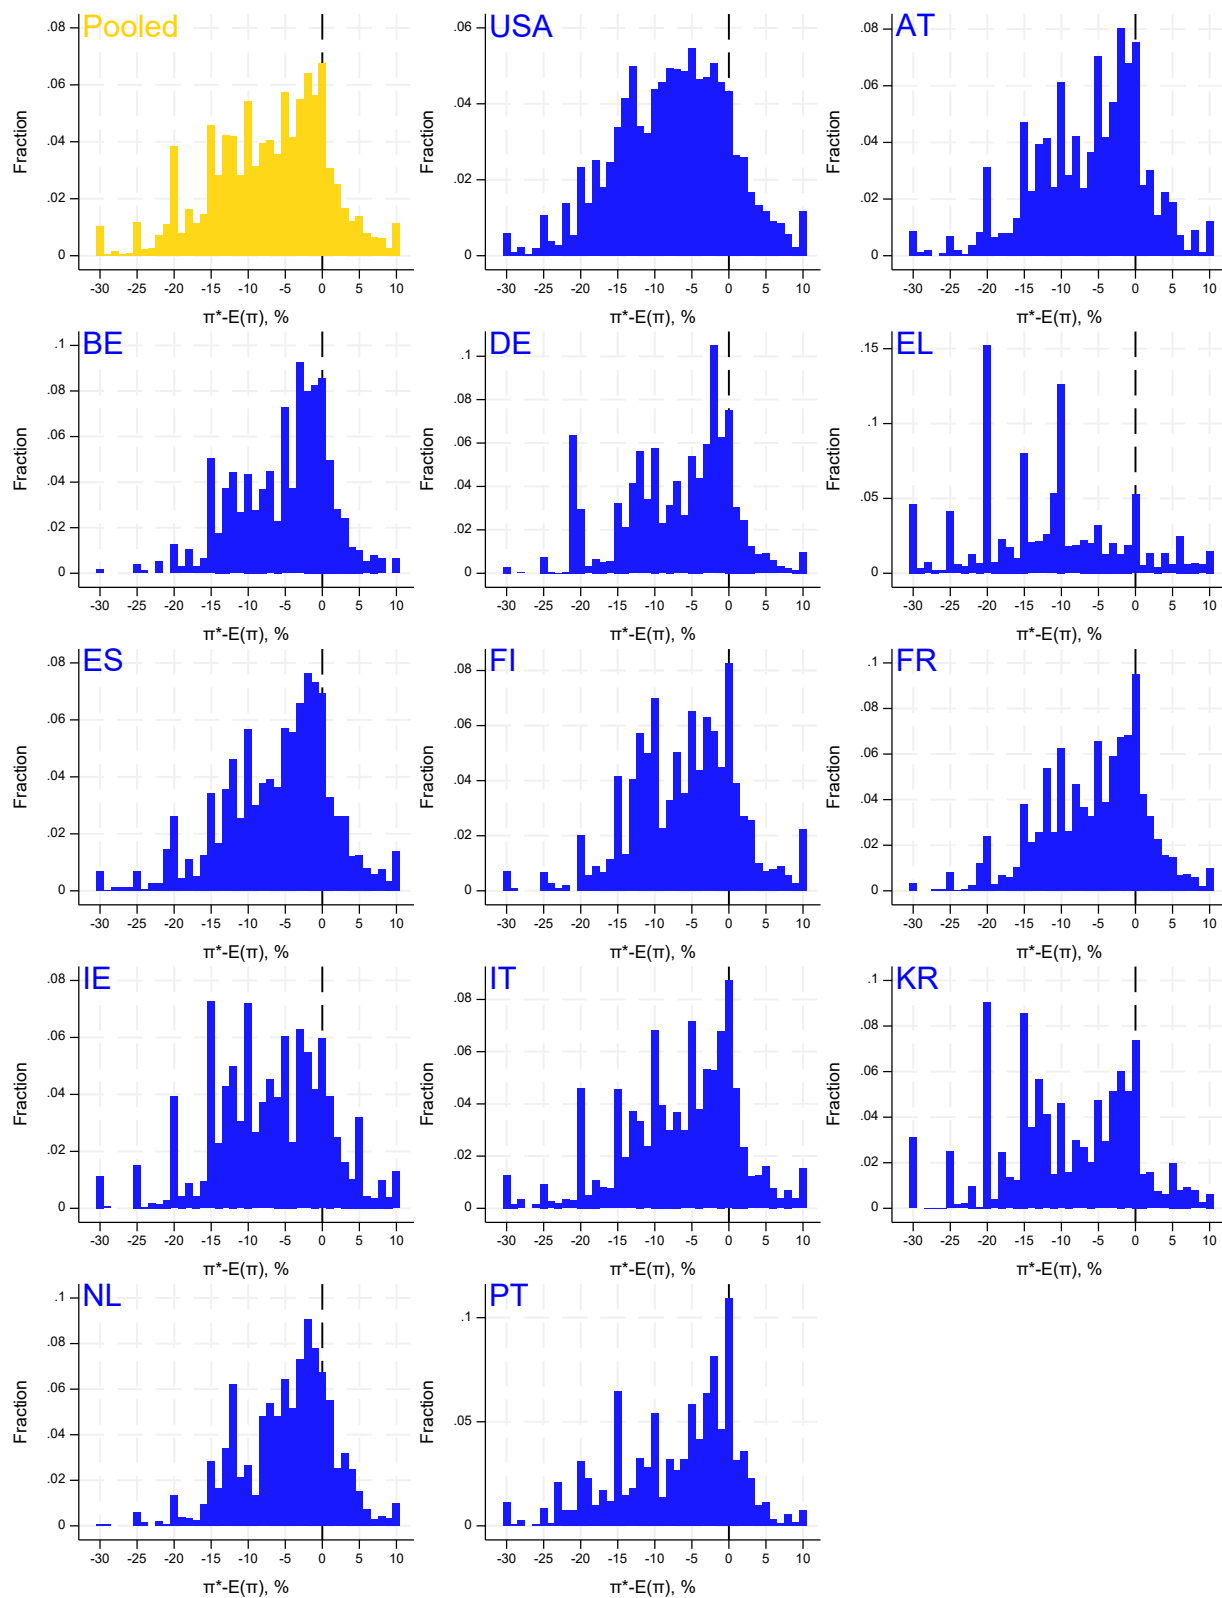 Pooled
Fraction
0 .02 .04 .06 .08
-30 -25 -20 -15 -10 -5 0 5 10
π*-E(π), %
USA
Fraction
0 .02 .04 .06
-30 -25 -20 -15 -10 -5 0 5 10
π*-E(π), %
AT
Fraction
0 .02 .04 .06 .08
-30 -25 -20 -15 -10 -5 0 5 10
π*-E(π), %
BE
Fraction
0 .02 .04 .06 .08 .1
-30 -25 -20 -15 -10 -5 0 5 10
π*-E(π), %
DE
Fraction
0 .02 .04 .06 .08 .1
-30 -25 -20 -15 -10 -5 0 5 10
π*-E(π), %
EL
Fraction
0 .05 .1 .15
-30 -25 -20 -15 -10 -5 0 5 10
π*-E(π), %
ES
Fraction
0 .02 .04 .06 .08
-30 -25 -20 -15 -10 -5 0 5 10
π*-E(π), %
FI
Fraction
0 .02 .04 .06 .08
-30 -25 -20 -15 -10 -5 0 5 10
π*-E(π), %
FR
Fraction
0 .02 .04 .06 .08 .1
-30 -25 -20 -15 -10 -5 0 5 10
π*-E(π), %
IE
Fraction
0 .02 .04 .06 .08
-30 -25 -20 -15 -10 -5 0 5 10
π*-E(π), %
IT
Fraction
0 .02 .04 .06 .08
-30 -25 -20 -15 -10 -5 0 5 10
π*-E(π), %
KR
Fraction
0 .02 .04 .06 .08 .1
-30 -25 -20 -15 -10 -5 0 5 10
π*-E(π), %
NL
Fraction
0 .02 .04 .06 .08 .1
-30 -25 -20 -15 -10 -5 0 5 10
π*-E(π), %
PT
Fraction
0 .05 .1
-30 -25 -20 -15 -10 -5 0 5 10
π*-E(π), %